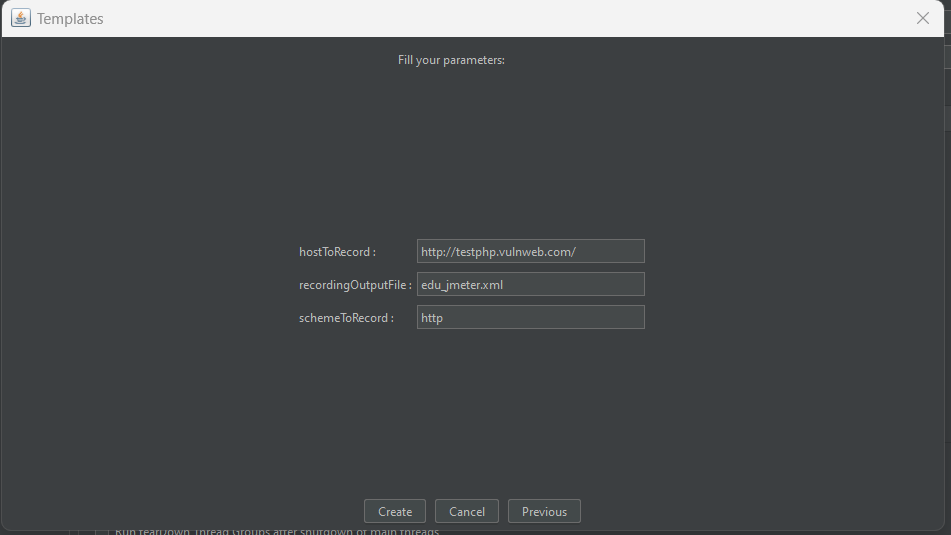 Templates
Fill your parameters:
hostToRecord : http://testphp.vulnweb.com/
recordingOutputFile : edu_jmeter.xml
schemeToRecord : http
Create Cancel Previous
Run tearDown Thread Groups after shutdown of main threads